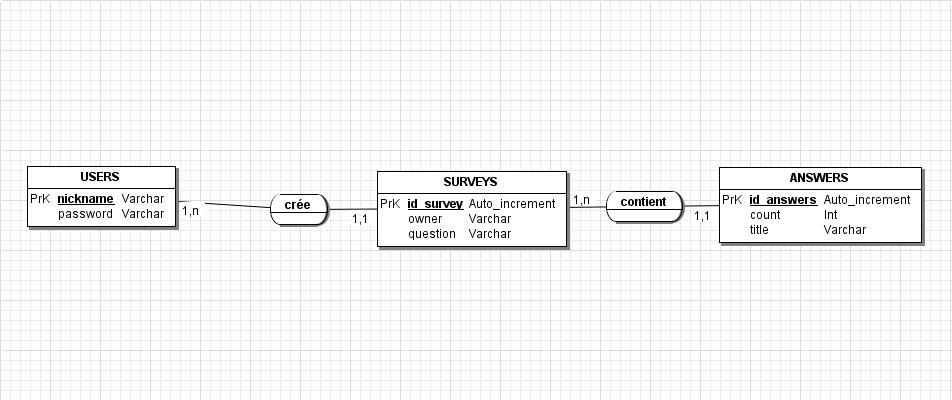 USERS
PrK nickname Varchar
password Varchar
1,n
crée
1,1
SURVEYS
PrK id_survey Auto_increment
owner Varchar
question Varchar
1,n
contient
1,1
ANSWERS
PrK id_answers Auto_increment
count Int
title Varchar